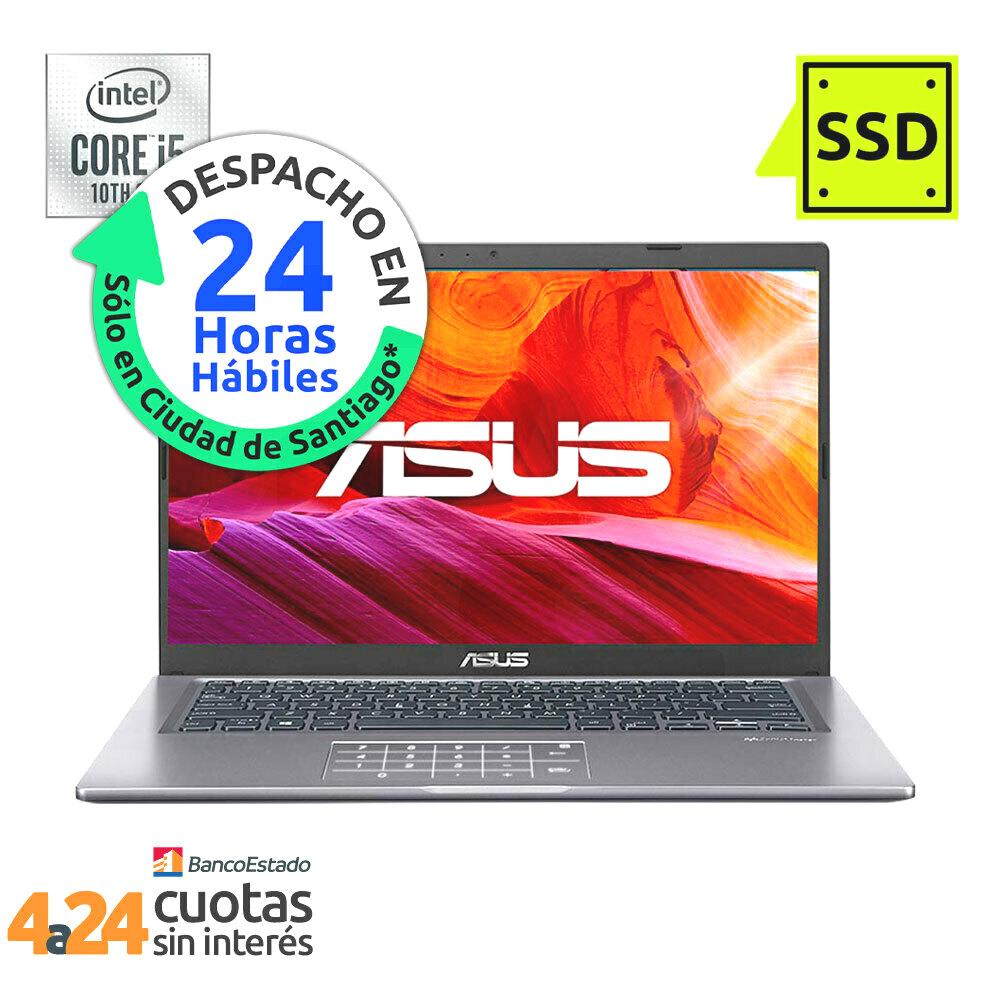 intel
CORE i5
10TH
SSD
DESPACHO EN
24
Horas
Hábiles
Sólo en Ciudad de Santiago*
ASUS
ASUS
BancoEstado
4a24 cuotas
sin interés